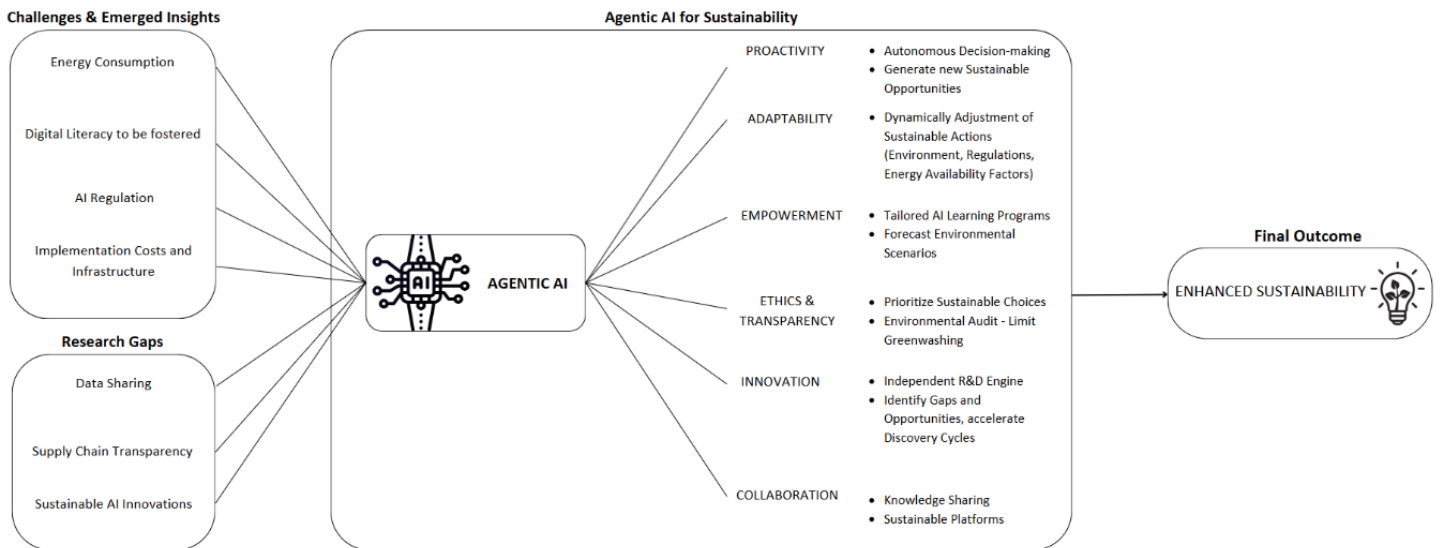 Challenges & Emerged Insights
Energy Consumption
Digital Literacy to be fostered
AI Regulation
Implementation Costs and
Infrastructure
Research Gaps
Data Sharing
Supply Chain Transparency
Sustainable AI Innovations
Agentic AI for Sustainability
AI
AGENTIC AI
PROACTIVITY
• Autonomous Decision-making
• Generate new Sustainable
Opportunities
ADAPTABILITY
• Dynamically Adjustment of
Sustainable Actions
(Environment, Regulations,
Energy Availability Factors)
EMPOWERMENT
• Tailored AI Learning Programs
• Forecast Environmental
Scenarios
ETHICS &
TRANSPARENCY
• Prioritize Sustainable Choices
• Environmental Audit - Limit
Greenwashing
INNOVATION
• Independent R&D Engine
• Identify Gaps and
Opportunities, accelerate
Discovery Cycles
COLLABORATION
• Knowledge Sharing
• Sustainable Platforms
Final Outcome
ENHANCED SUSTAINABILITY